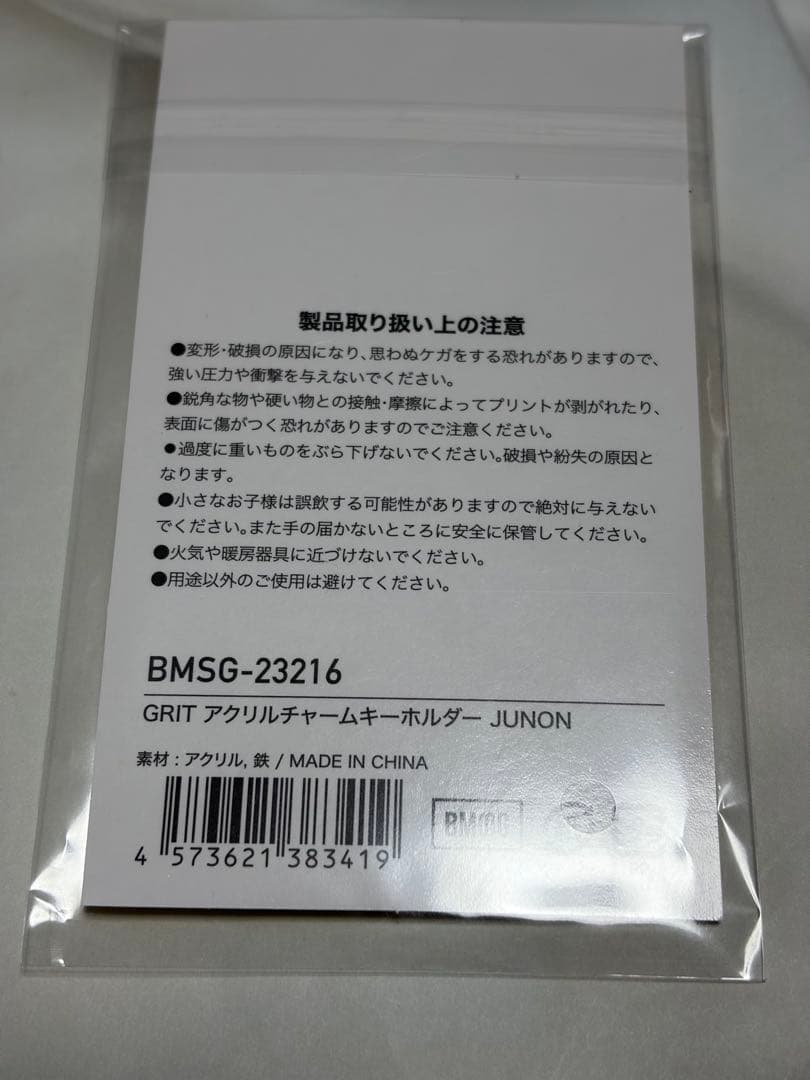 製品取り扱い上の注意
●変形・破損の原因になり、思わぬケガをする恐れがありますので、
強い圧力や衝撃を与えないでください。
●鋭角な物や硬い物との接触・摩擦によってプリントが剥がれたり、
表面に傷がつく恐れがありますのでご注意ください。
●過度に重いものをぶら下げないでください。破損や紛失の原因と
なります。
●小さなお子様は誤飲する可能性がありますので絶対に与えない
でください。また手の届かないところに安全に保管してください。
●火気や暖房器具に近づけないでください。
●用途以外のご使用は避けてください。
BMSG-23216
GRIT アクリルチャームキーホルダー JUNON
素材 : アクリル, 鉄 / MADE IN CHINA
4 573621 383419
BMSG